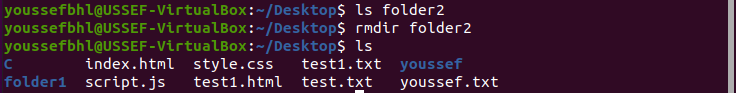 youssefbhl@USSEF-VirtualBox:~/Desktop$ ls folder2
youssefbhl@USSEF-VirtualBox:~/Desktop$ rmdir folder2
youssefbhl@USSEF-VirtualBox:~/Desktop$ ls
C        index.html  style.css   test1.txt  youssef
folder1  script.js   test1.html  test.txt   youssef.txt